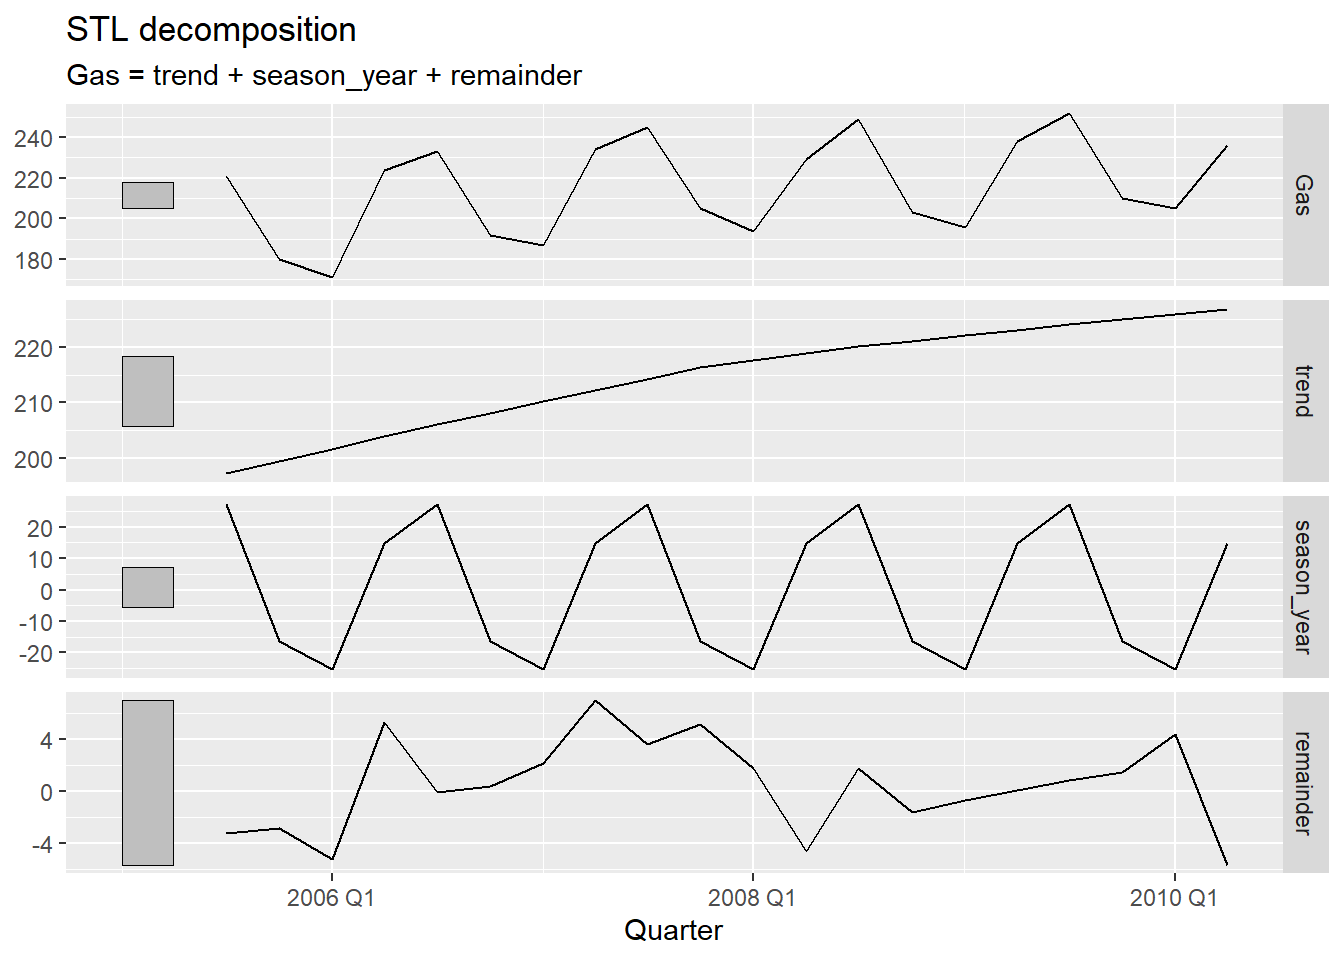 STL decomposition
Gas = trend + season_year + remainder
240
220
200
180
Gas
220
210
200
trend
20
10
0
-10
-20
season_year
4
0
-4
remainder
2006 Q1 2008 Q1 2010 Q1
Quarter